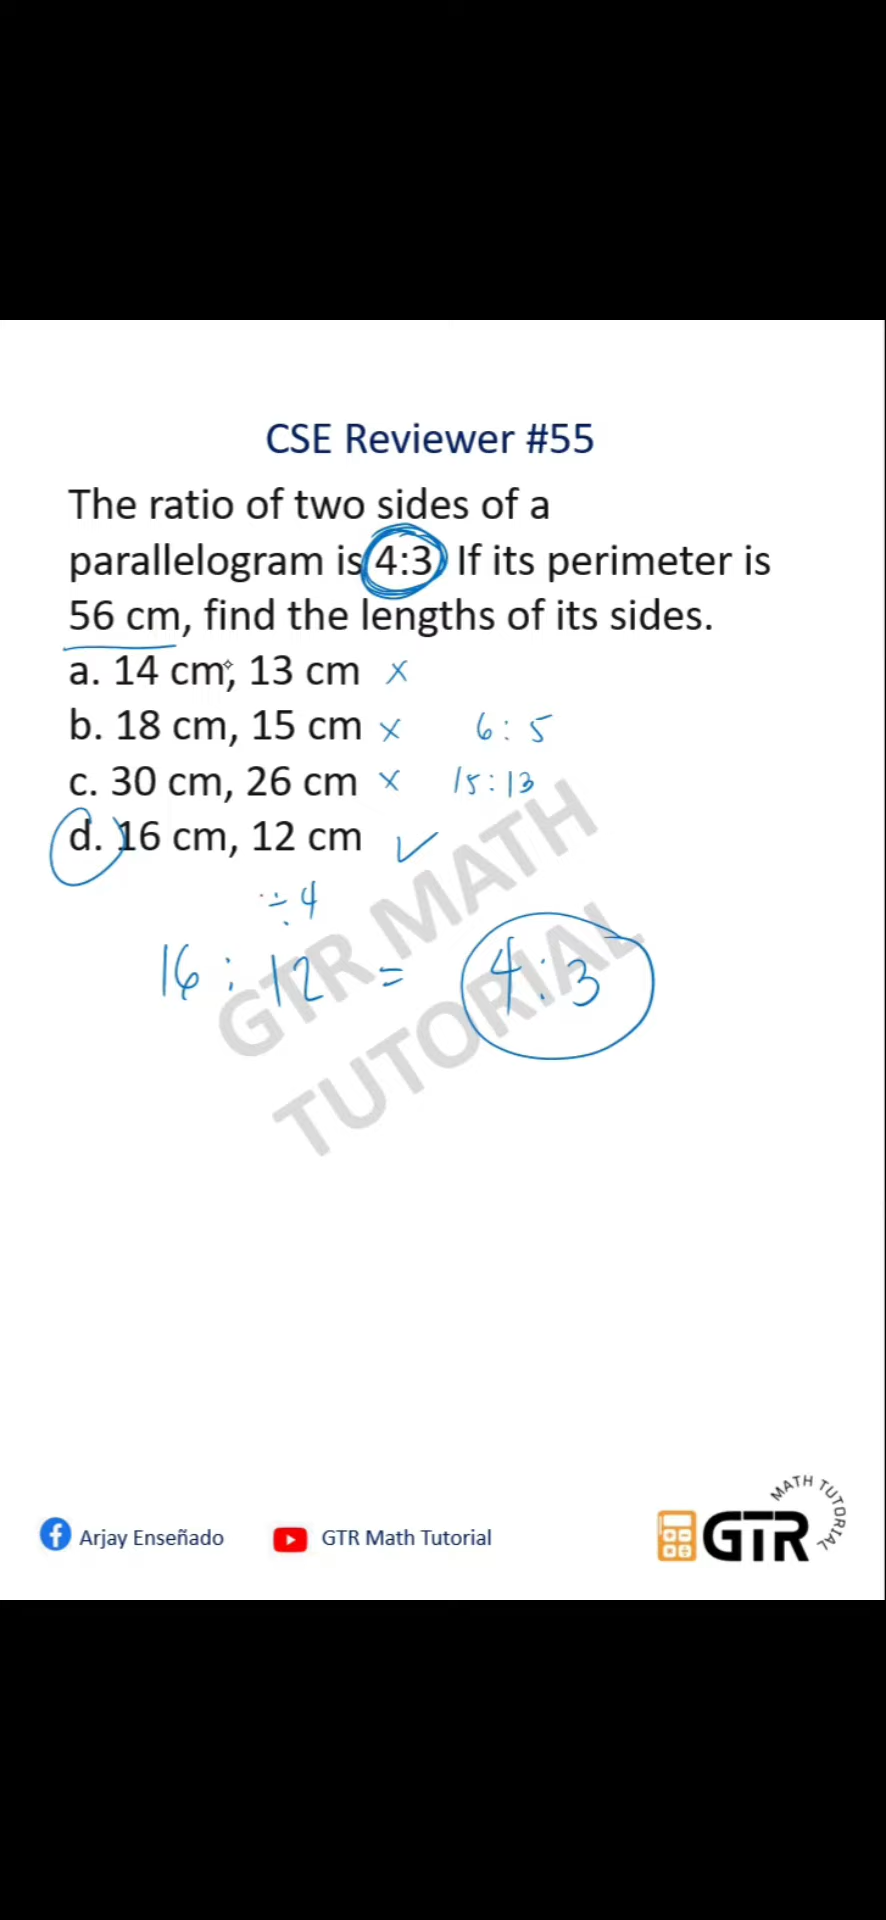 CSE Reviewer #55
The ratio of two sides of a
parallelogram is 4:3 If its perimeter is
56 cm, find the lengths of its sides.
a. 14 cm, 13 cm x
b. 18 cm, 15 cm x 6 : 5
c. 30 cm, 26 cm x 15 : 13
d. 16 cm, 12 cm ✓
÷ 4
16 : 12 = 4 : 3
GTR MATH
TUTORIAL
Arjay Enseñado GTR Math Tutorial
GTR MATH TUTORIAL